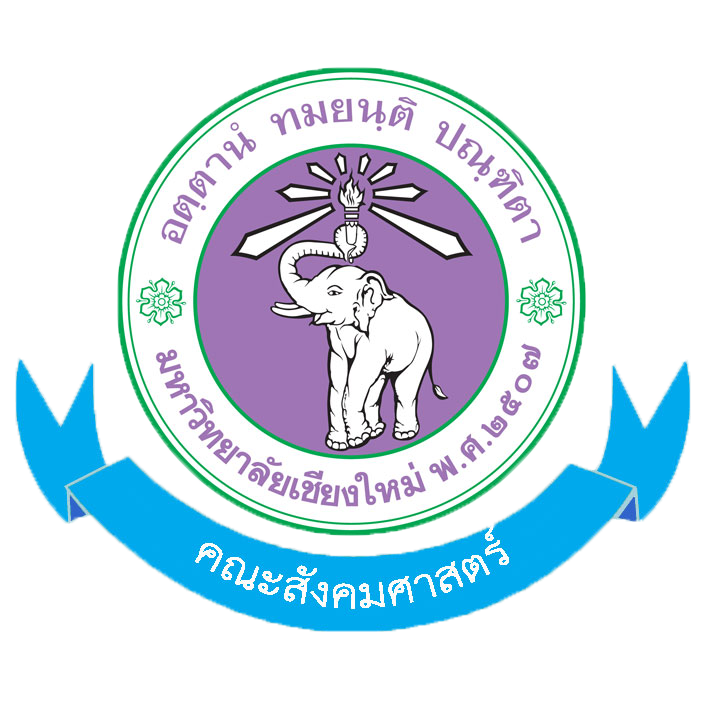 อตฺตานํ ทมยนฺติ ปณฺฑิตา
มหาวิทยาลัยเชียงใหม่ พ.ศ.๒๕๐๗
คณะสังคมศาสตร์